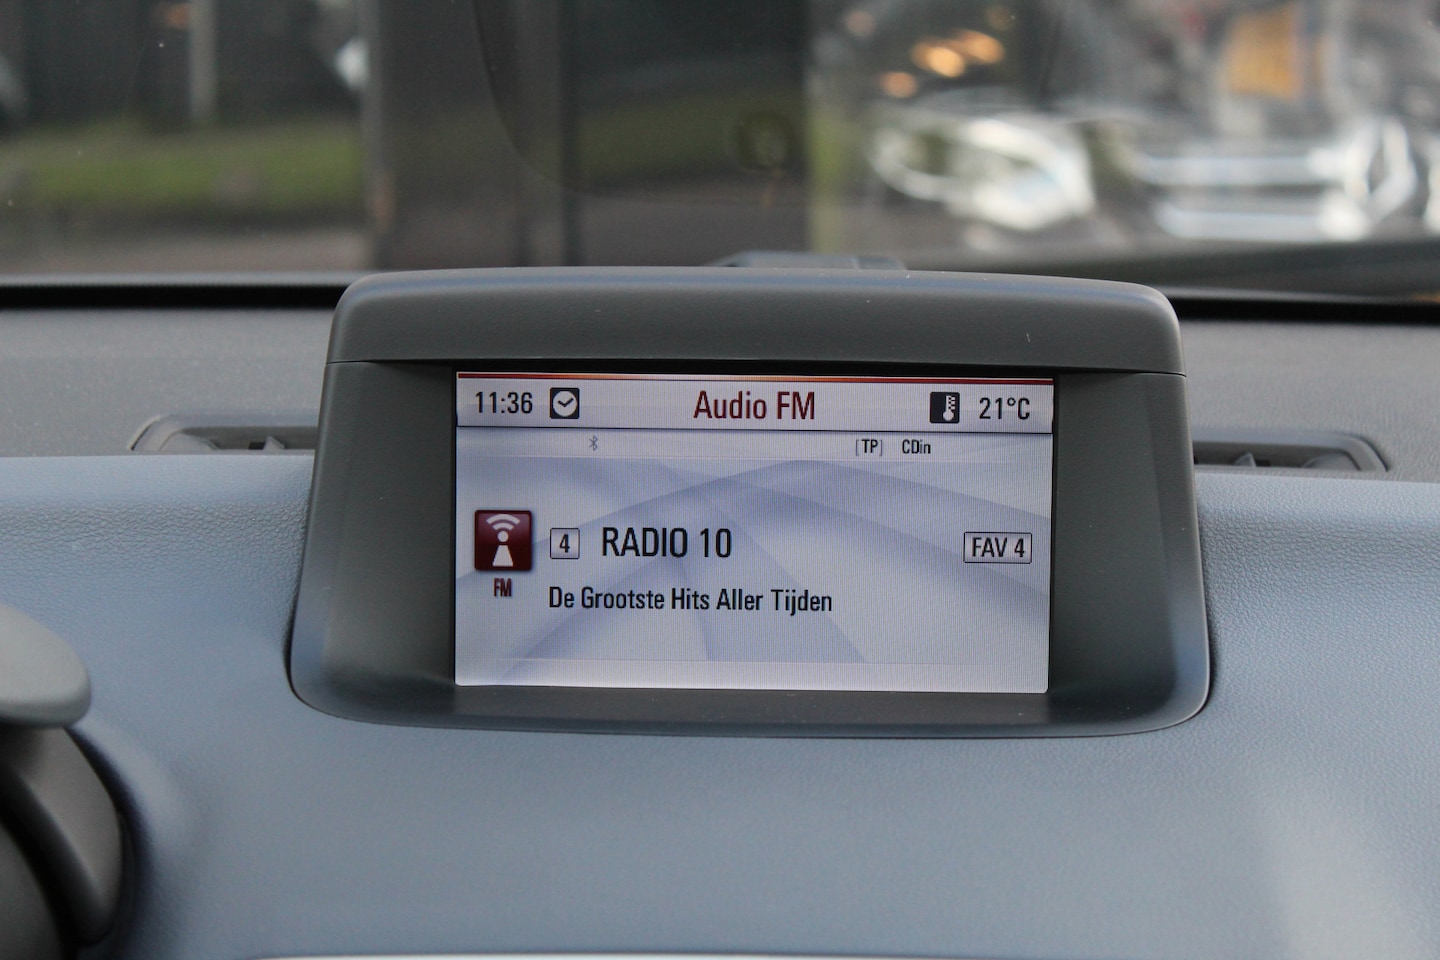 11:36 Audio FM 21°C
[TP] CDin
4 RADIO 10 FAV 4
FM
De Grootste Hits Aller Tijden